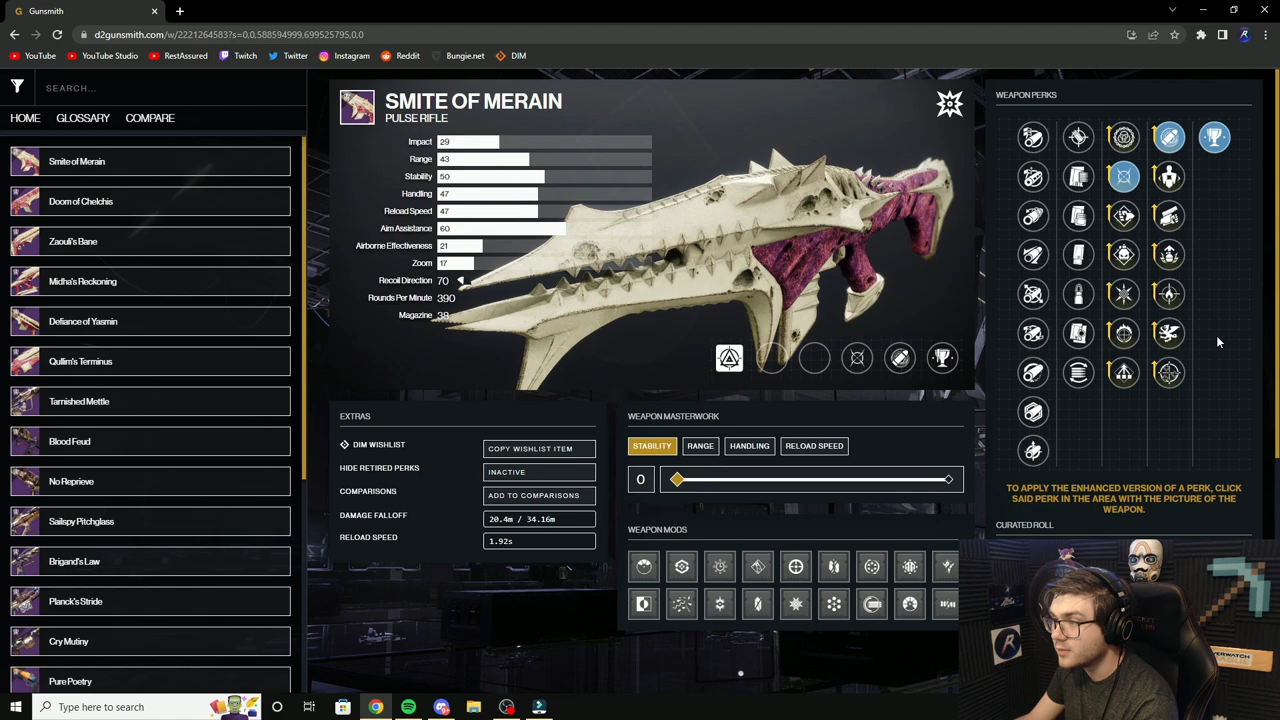 Gunsmith
d2gunsmith.com/w/2221264583?s=0,0,588594999,699525795,0,0
YouTube
YouTube Studio
RestAssured
Twitch
Twitter
Instagram
Reddit
Bungie.net
DIM
SEARCH...
HOME
GLOSSARY
COMPARE
Smite of Merain
Doom of Chelchis
Zaouli's Bane
Midha's Reckoning
Defiance of Yasmin
Qullim's Terminus
Tarnished Mettle
Blood Feud
No Reprieve
Sailspy Pitchglass
Brigand's Law
Planck's Stride
Cry Mutiny
Pure Poetry
SMITE OF MERAIN
PULSE RIFLE
Impact 29
Range 43
Stability 50
Handling 47
Reload Speed 47
Aim Assistance 60
Airborne Effectiveness 21
Zoom 17
Recoil Direction 70
Rounds Per Minute 390
Magazine 38
WEAPON PERKS
TO APPLY THE ENHANCED VERSION OF A PERK, CLICK
SAID PERK IN THE AREA WITH THE PICTURE OF THE
WEAPON.
CURATED ROLL
EXTRAS
DIM WISHLIST COPY WISHLIST ITEM
HIDE RETIRED PERKS INACTIVE
COMPARISONS ADD TO COMPARISONS
DAMAGE FALLOFF 20.4m / 34.16m
RELOAD SPEED 1.92s
WEAPON MASTERWORK
STABILITY RANGE HANDLING RELOAD SPEED
0
WEAPON MODS
Type here to search